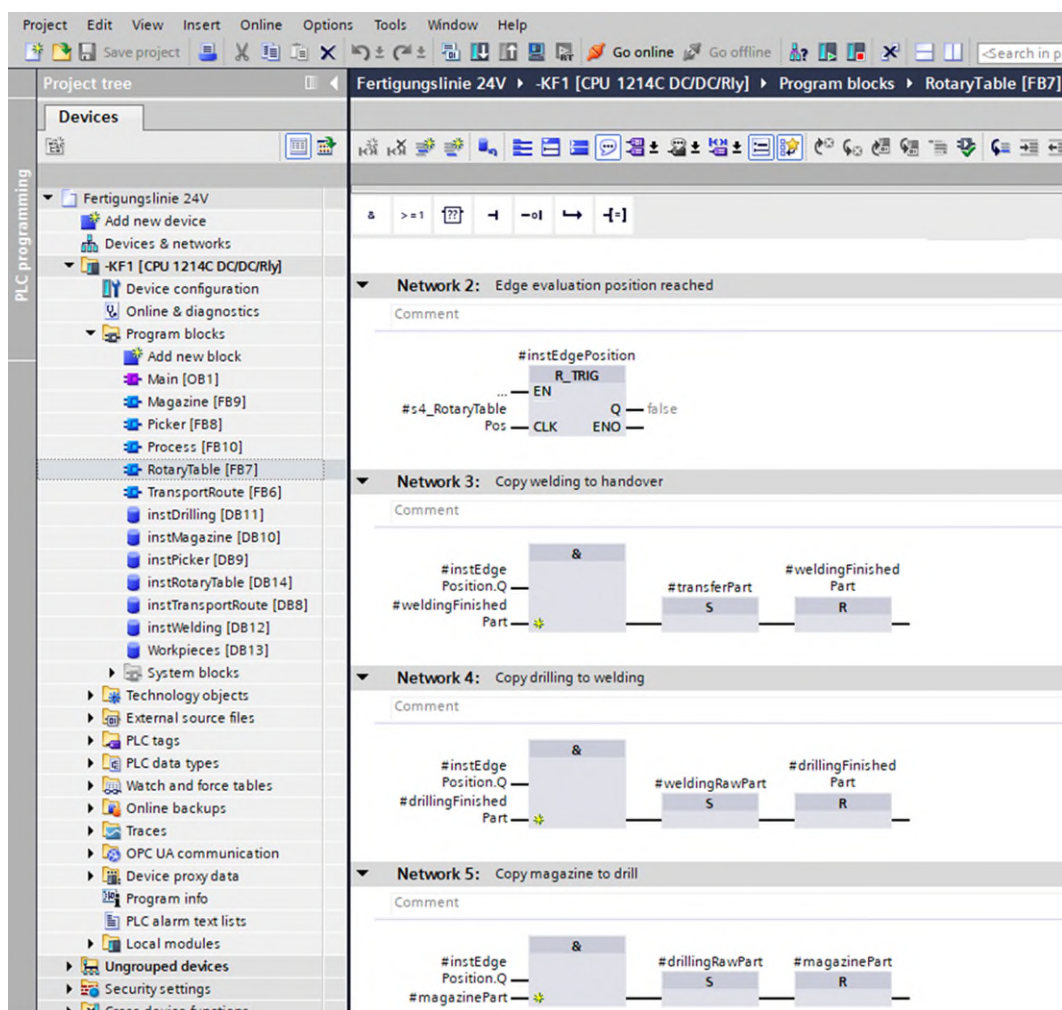 Project Edit View Insert Online Options Tools Window Help
Save project Go online Go offline <Search in p
Project tree
Fertigungslinie 24V -KF1 [CPU 1214C DC/DC/Rly] Program blocks RotaryTable [FB7]
Devices
PLC programming
Fertigungslinie 24V
Add new device
Devices & networks
-KF1 [CPU 1214C DC/DC/Rly]
Device configuration
Online & diagnostics
Program blocks
Add new block
Main [OB1]
Magazine [FB9]
Picker [FB8]
Process [FB10]
RotaryTable [FB7]
TransportRoute [FB6]
instDrilling [DB11]
instMagazine [DB10]
instPicker [DB9]
instRotaryTable [DB14]
instTransportRoute [DB8]
instWelding [DB12]
Workpieces [DB13]
System blocks
Technology objects
External source files
PLC tags
PLC data types
Watch and force tables
Online backups
Traces
OPC UA communication
Device proxy data
Program info
PLC alarm text lists
Local modules
Ungrouped devices
Security settings
Cross-device functions
& >=1 ?? -| -o| -[=]
Network 2: Edge evaluation position reached
Comment
#instEdgePosition
R_TRIG
... EN
#s4_RotaryTable Q false
Pos CLK ENO
Network 3: Copy welding to handover
Comment
&
#instEdge #weldingFinished
Position.Q #transferPart Part
#weldingFinished S R
Part
Network 4: Copy drilling to welding
Comment
&
#instEdge #drillingFinished
Position.Q #weldingRawPart Part
#drillingFinished S R
Part
Network 5: Copy magazine to drill
Comment
&
#instEdge #drillingRawPart #magazinePart
Position.Q S R
#magazinePart